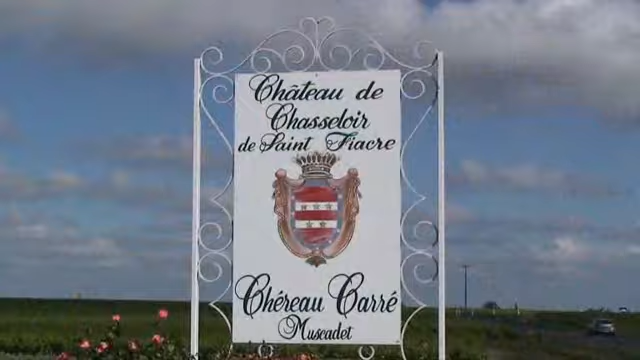 Château de
Chasseloir
de Saint Fiacre
Chéreau Carré
Muscadet